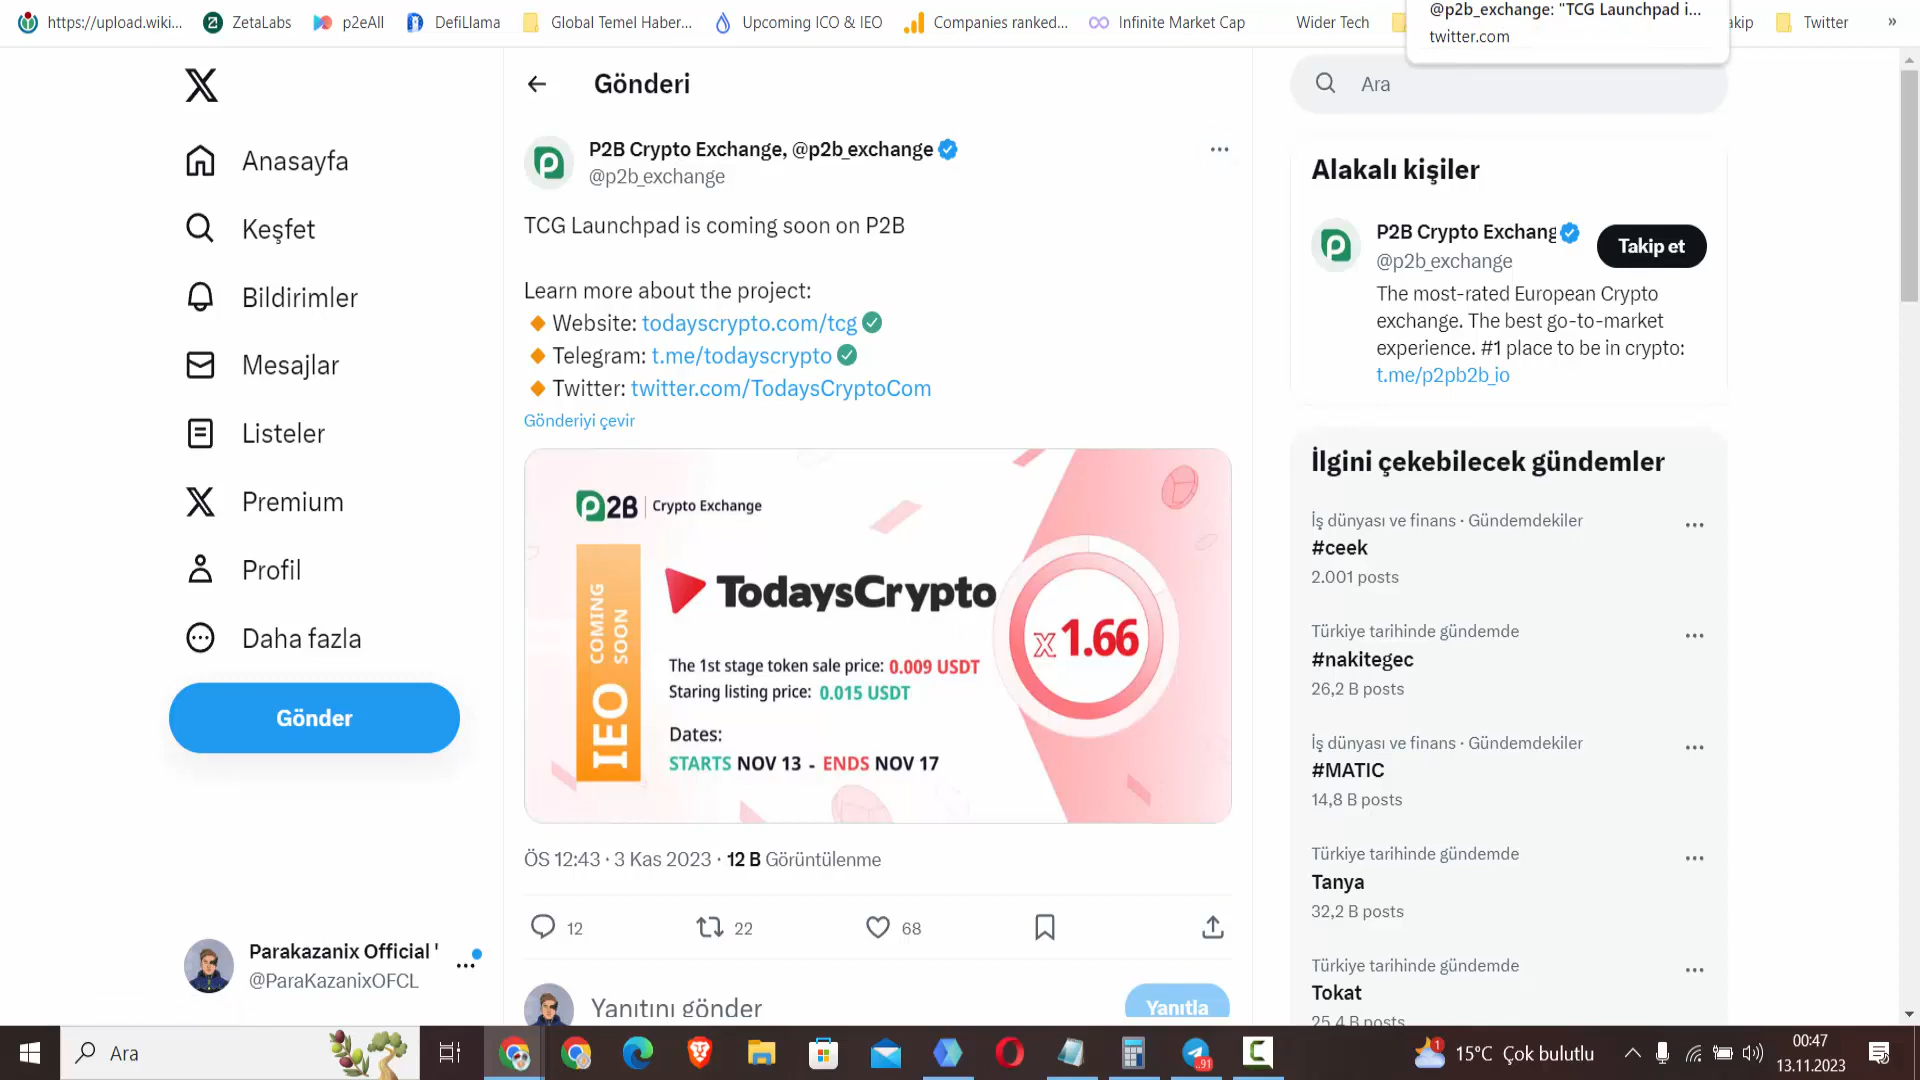 https://upload.wiki... ZetaLabs p2eAll DefiLlama Global Temel Haber... Upcoming ICO & IEO Companies ranked... Infinite Market Cap Wider Tech akip Twitter »
@p2b_exchange: "TCG Launchpad i...
twitter.com
Anasayfa
Keşfet
Bildirimler
Mesajlar
Listeler
Premium
Profil
Daha fazla
Gönder
Parakazanix Official '
@ParaKazanixOFCL
Gönderi
P2B Crypto Exchange, @p2b_exchange
@p2b_exchange
TCG Launchpad is coming soon on P2B
Learn more about the project:
Website: todayscrypto.com/tcg
Telegram: t.me/todayscrypto
Twitter: twitter.com/TodaysCryptoCom
Gönderiyi çevir
P2B Crypto Exchange
IEO COMING SOON
TodaysCrypto
x 1.66
The 1st stage token sale price: 0.009 USDT
Staring listing price: 0.015 USDT
Dates:
STARTS NOV 13 - ENDS NOV 17
ÖS 12:43 · 3 Kas 2023 · 12 B Görüntülenme
12 22 68
Yanıtını gönder
Yanıtla
Ara
Alakalı kişiler
P2B Crypto Exchang
@p2b_exchange
Takip et
The most-rated European Crypto
exchange. The best go-to-market
experience. #1 place to be in crypto:
t.me/p2pb2b_io
İlgini çekebilecek gündemler
İş dünyası ve finans · Gündemdekiler
#ceek
2.001 posts
Türkiye tarihinde gündemde
#nakitegec
26,2 B posts
İş dünyası ve finans · Gündemdekiler
#MATIC
14,8 B posts
Türkiye tarihinde gündemde
Tanya
32,2 B posts
Türkiye tarihinde gündemde
Tokat
25,4 B posts
Ara
91
1
15°C Çok bulutlu
00:47
13.11.2023